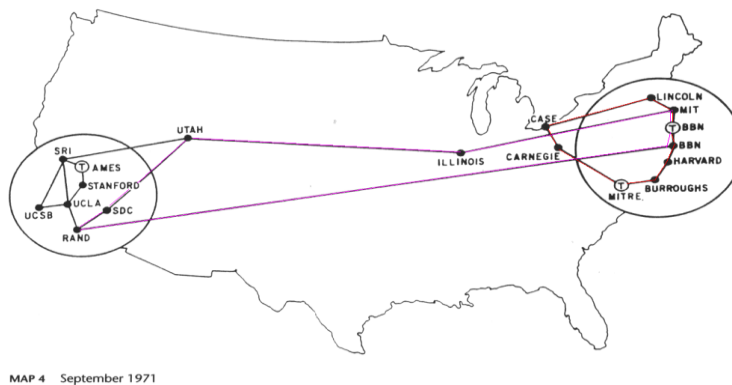 LINCOLN
MIT
T BBN
CASE
UTAH
BBN
SRI
CARNEGIE
ILLINOIS
HARVARD
T AMES
STANFORD
BURROUGHS
T
MITRE
UCLA
SDC
UCSB
RAND
MAP 4 September 1971